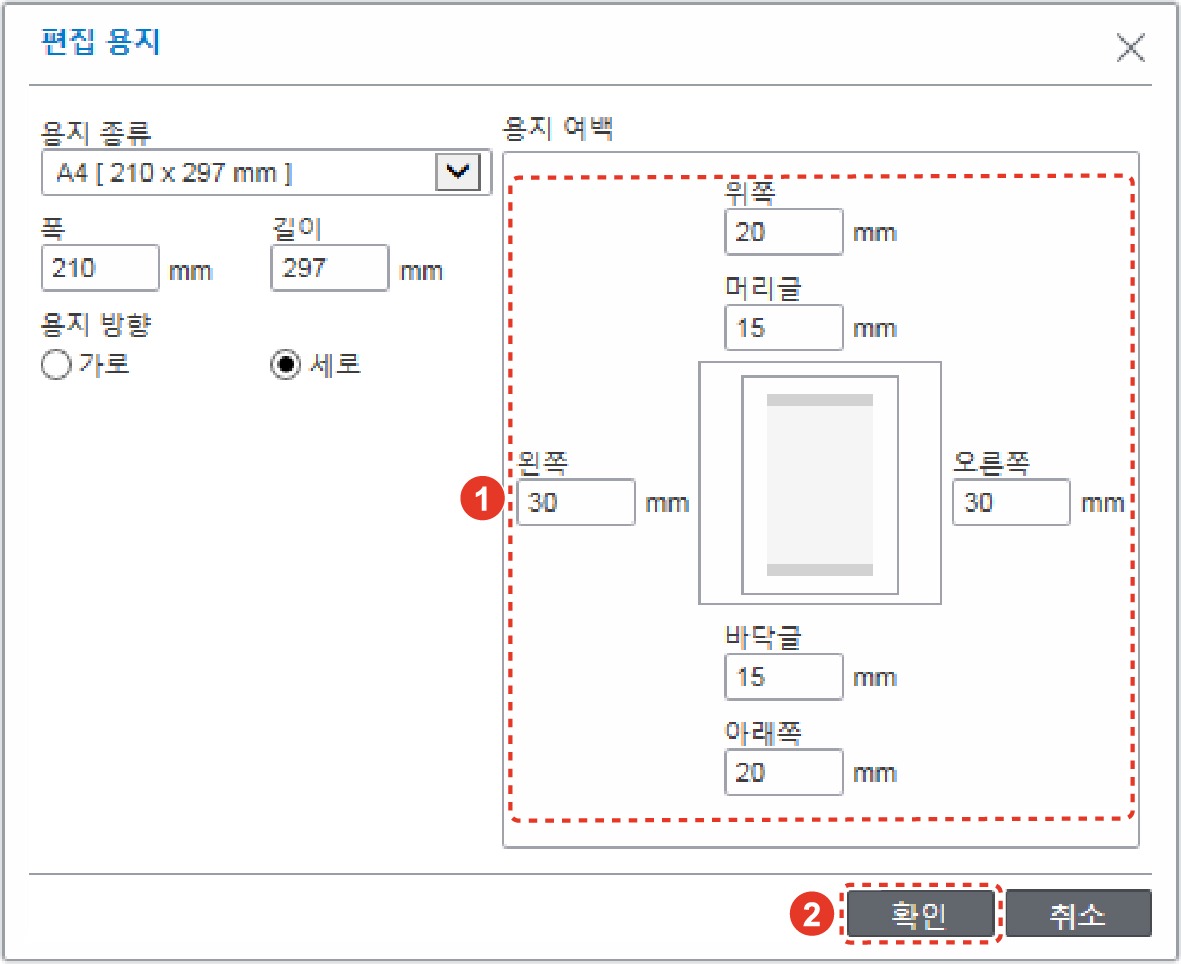 편집 용지
용지 종류
A4 [ 210 x 297 mm ]
폭 길이
210 mm 297 mm
용지 방향
가로 세로
용지 여백
위쪽
20 mm
머리글
15 mm
왼쪽
1 30 mm
오른쪽
30 mm
바닥글
15 mm
아래쪽
20 mm
2 확인 취소